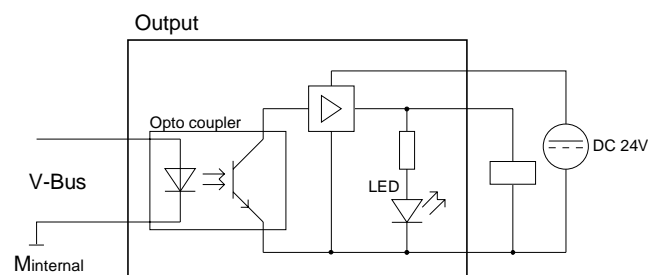 Output
Opto coupler
DC 24V
V-Bus
LED
Minternal